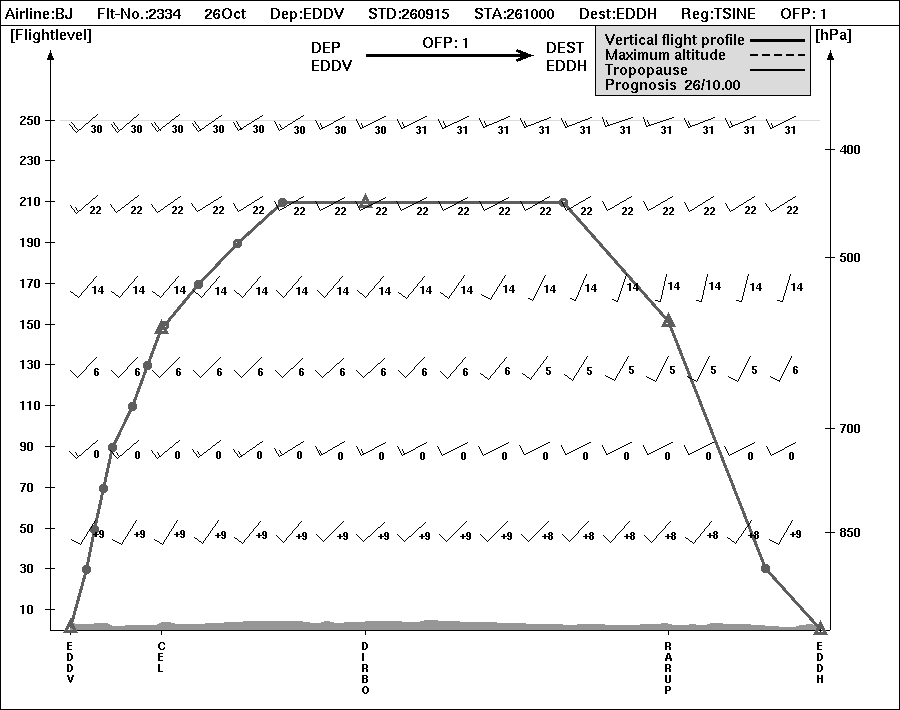 Airline:BJ Flt-No.:2334 26Oct Dep:EDDV STD:260915 STA:261000 Dest:EDDH Reg:TSINE OFP: 1
[Flightlevel] [hPa]
DEP OFP: 1 DEST
EDDV EDDH
Vertical flight profile
Maximum altitude
Tropopause
Prognosis 26/10.00
250 30 30 30 30 30 30 30 30 31 31 31 31 31 31 31 31 31 31
400
230
210 22 22 22 22 22 22 22 22 22 22 22 22 22 22 22 22 22 22
190
500
170 14 14 14 14 14 14 14 14 14 14 14 14 14 14 14 14 14 14
150
130 6 6 6 6 6 6 6 6 6 6 6 5 5 5 5 5 5 6
110
700
90 0 0 0 0 0 0 0 0 0 0 0 0 0 0 0 0 0 0
70
50 +9 +9 +9 +9 +9 +9 +9 +9 +9 +9 +8 +8 +8 +8 +8 +8 +8 +9
850
30
10
EDDV CEL DIRBO RARUP EDDH